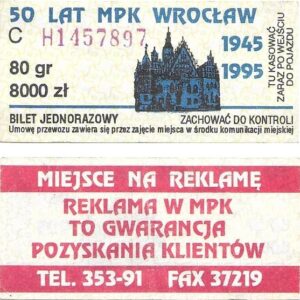 50 LAT MPK WROCŁAW
C H1457897
1945
1995
80 gr
8000 zł
TU KASOWAĆ
ZARAZ PO WEJŚCIU
DO POJAZDU
BILET JEDNORAZOWY ZACHOWAĆ DO KONTROLI
Umowę przewozu zawiera się przez zajęcie miejsca w środku komunikacji miejskiej
MIEJSCE NA REKLAMĘ
REKLAMA W MPK
TO GWARANCJA
POZYSKANIA KLIENTÓW
TEL. 353-91 FAX 37219